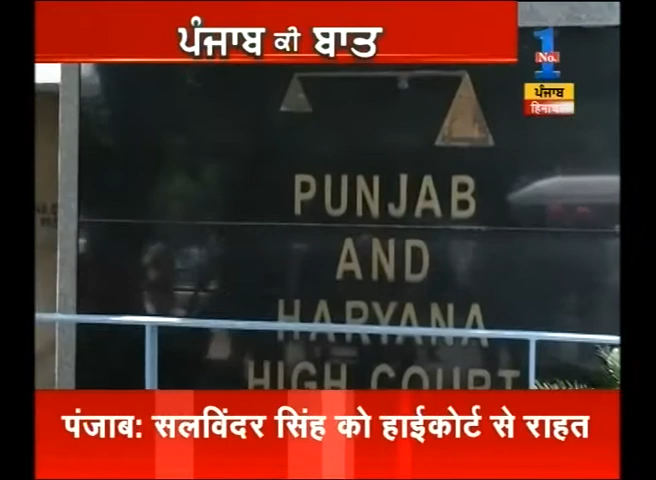 ਪੰਜਾਬ की ਬਾਤ
No. 1
ਪੰਜਾਬ
PUNJAB
AND
HARYANA
HIGH COURT
पंजाब: सलविंदर सिंह को हाईकोर्ट से राहत